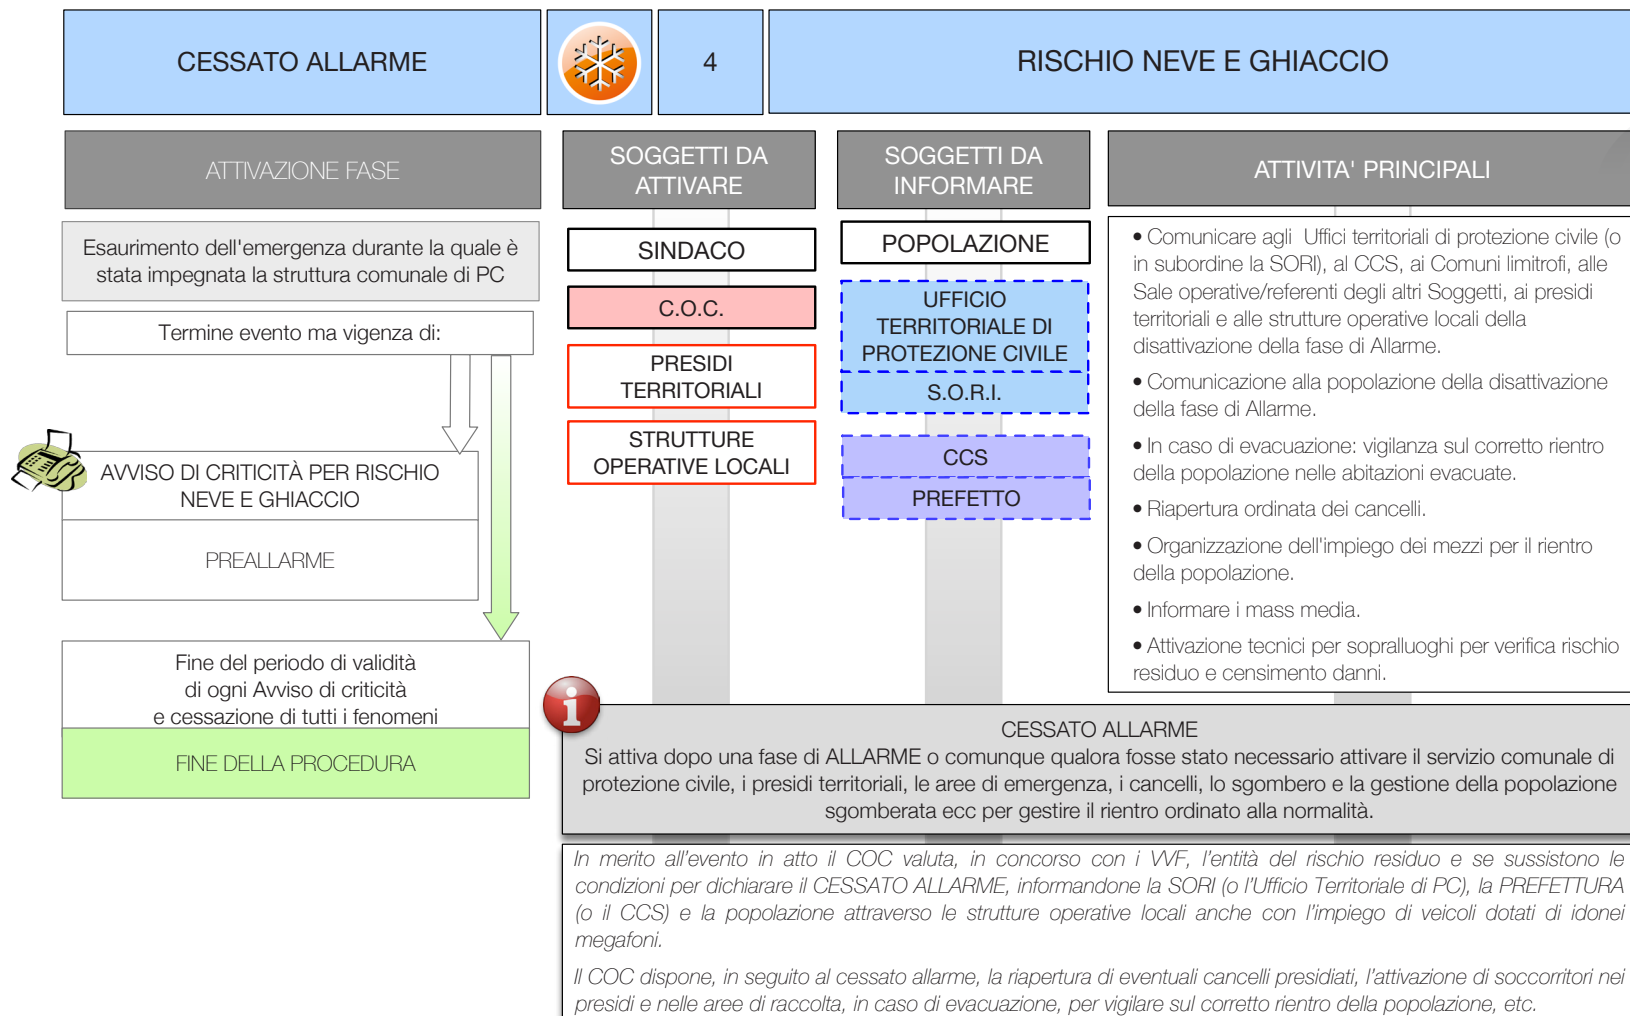 CESSATO ALLARME
4
RISCHIO NEVE E GHIACCIO
ATTIVAZIONE FASE
SOGGETTI DA
ATTIVARE
SOGGETTI DA
INFORMARE
ATTIVITA' PRINCIPALI
Esaurimento dell'emergenza durante la quale è
stata impegnata la struttura comunale di PC
Termine evento ma vigenza di:
AVVISO DI CRITICITÀ PER RISCHIO
NEVE E GHIACCIO
PREALLARME
Fine del periodo di validità
di ogni Avviso di criticità
e cessazione di tutti i fenomeni
FINE DELLA PROCEDURA
SINDACO
C.O.C.
PRESIDI
TERRITORIALI
STRUTTURE
OPERATIVE LOCALI
POPOLAZIONE
UFFICIO
TERRITORIALE DI
PROTEZIONE CIVILE
S.O.R.I.
CCS
PREFETTO
• Comunicare agli Uffici territoriali di protezione civile (o
in subordine la SORI), al CCS, ai Comuni limitrofi, alle
Sale operative/referenti degli altri Soggetti, ai presidi
territoriali e alle strutture operative locali della
disattivazione della fase di Allarme.
• Comunicazione alla popolazione della disattivazione
della fase di Allarme.
• In caso di evacuazione: vigilanza sul corretto rientro
della popolazione nelle abitazioni evacuate.
• Riapertura ordinata dei cancelli.
• Organizzazione dell'impiego dei mezzi per il rientro
della popolazione.
• Informare i mass media.
• Attivazione tecnici per sopralluoghi per verifica rischio
residuo e censimento danni.
i
CESSATO ALLARME
Si attiva dopo una fase di ALLARME o comunque qualora fosse stato necessario attivare il servizio comunale di
protezione civile, i presidi territoriali, le aree di emergenza, i cancelli, lo sgombero e la gestione della popolazione
sgomberata ecc per gestire il rientro ordinato alla normalità.
In merito all'evento in atto il COC valuta, in concorso con i VVF, l'entità del rischio residuo e se sussistono le
condizioni per dichiarare il CESSATO ALLARME, informandone la SORI (o l'Ufficio Territoriale di PC), la PREFETTURA
(o il CCS) e la popolazione attraverso le strutture operative locali anche con l'impiego di veicoli dotati di idonei
megafoni.
Il COC dispone, in seguito al cessato allarme, la riapertura di eventuali cancelli presidiati, l'attivazione di soccorritori nei
presidi e nelle aree di raccolta, in caso di evacuazione, per vigilare sul corretto rientro della popolazione, etc.